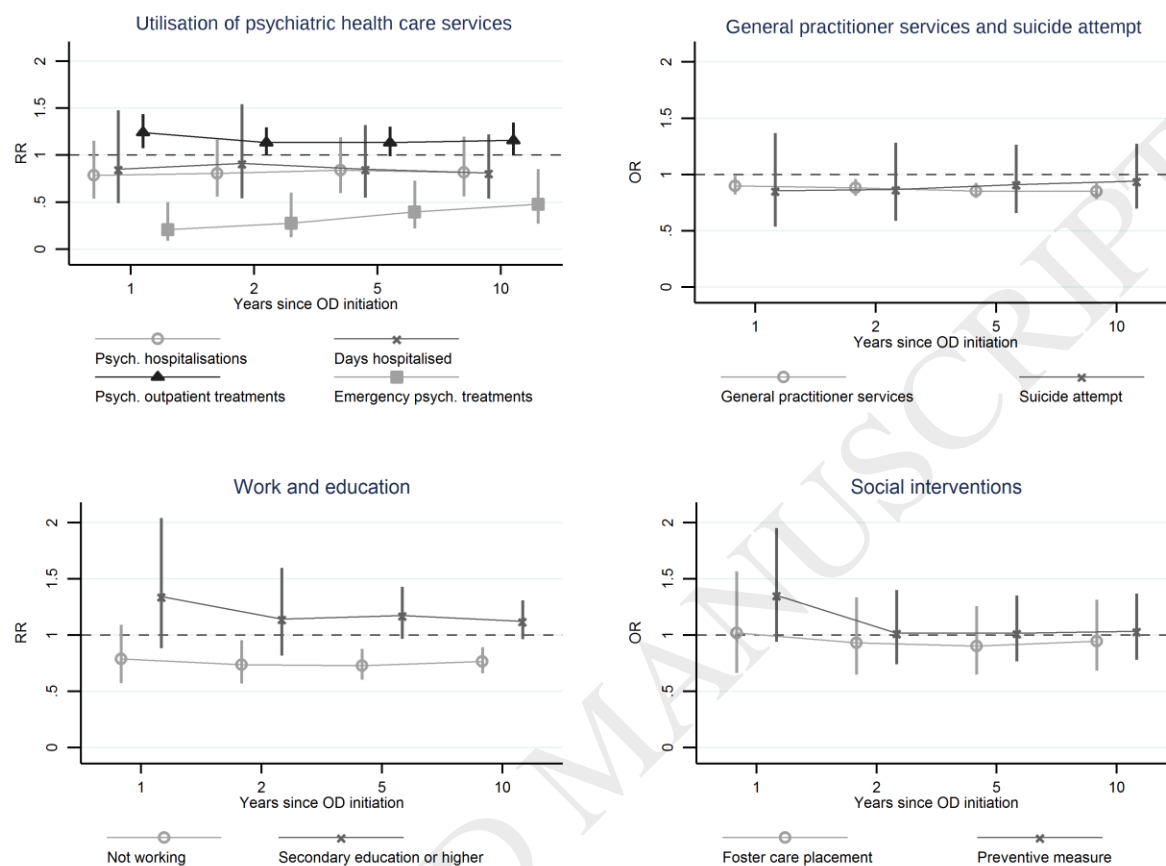 Utilisation of psychiatric health care services
2
1.5
1
.5
0
RR
1
2
5
10
Years since OD initiation
Psych. hospitalisations
Days hospitalised
Psych. outpatient treatments
Emergency psych. treatments
General practitioner services and suicide attempt
2
1.5
1
.5
0
OR
1
2
5
10
Years since OD initiation
General practitioner services
Suicide attempt
Work and education
2
1.5
1
.5
0
RR
1
2
5
10
Years since OD initiation
Not working
Secondary education or higher
Social interventions
2
1.5
1
.5
0
OR
1
2
5
10
Years since OD initiation
Foster care placement
Preventive measure
MANUSCRIPT